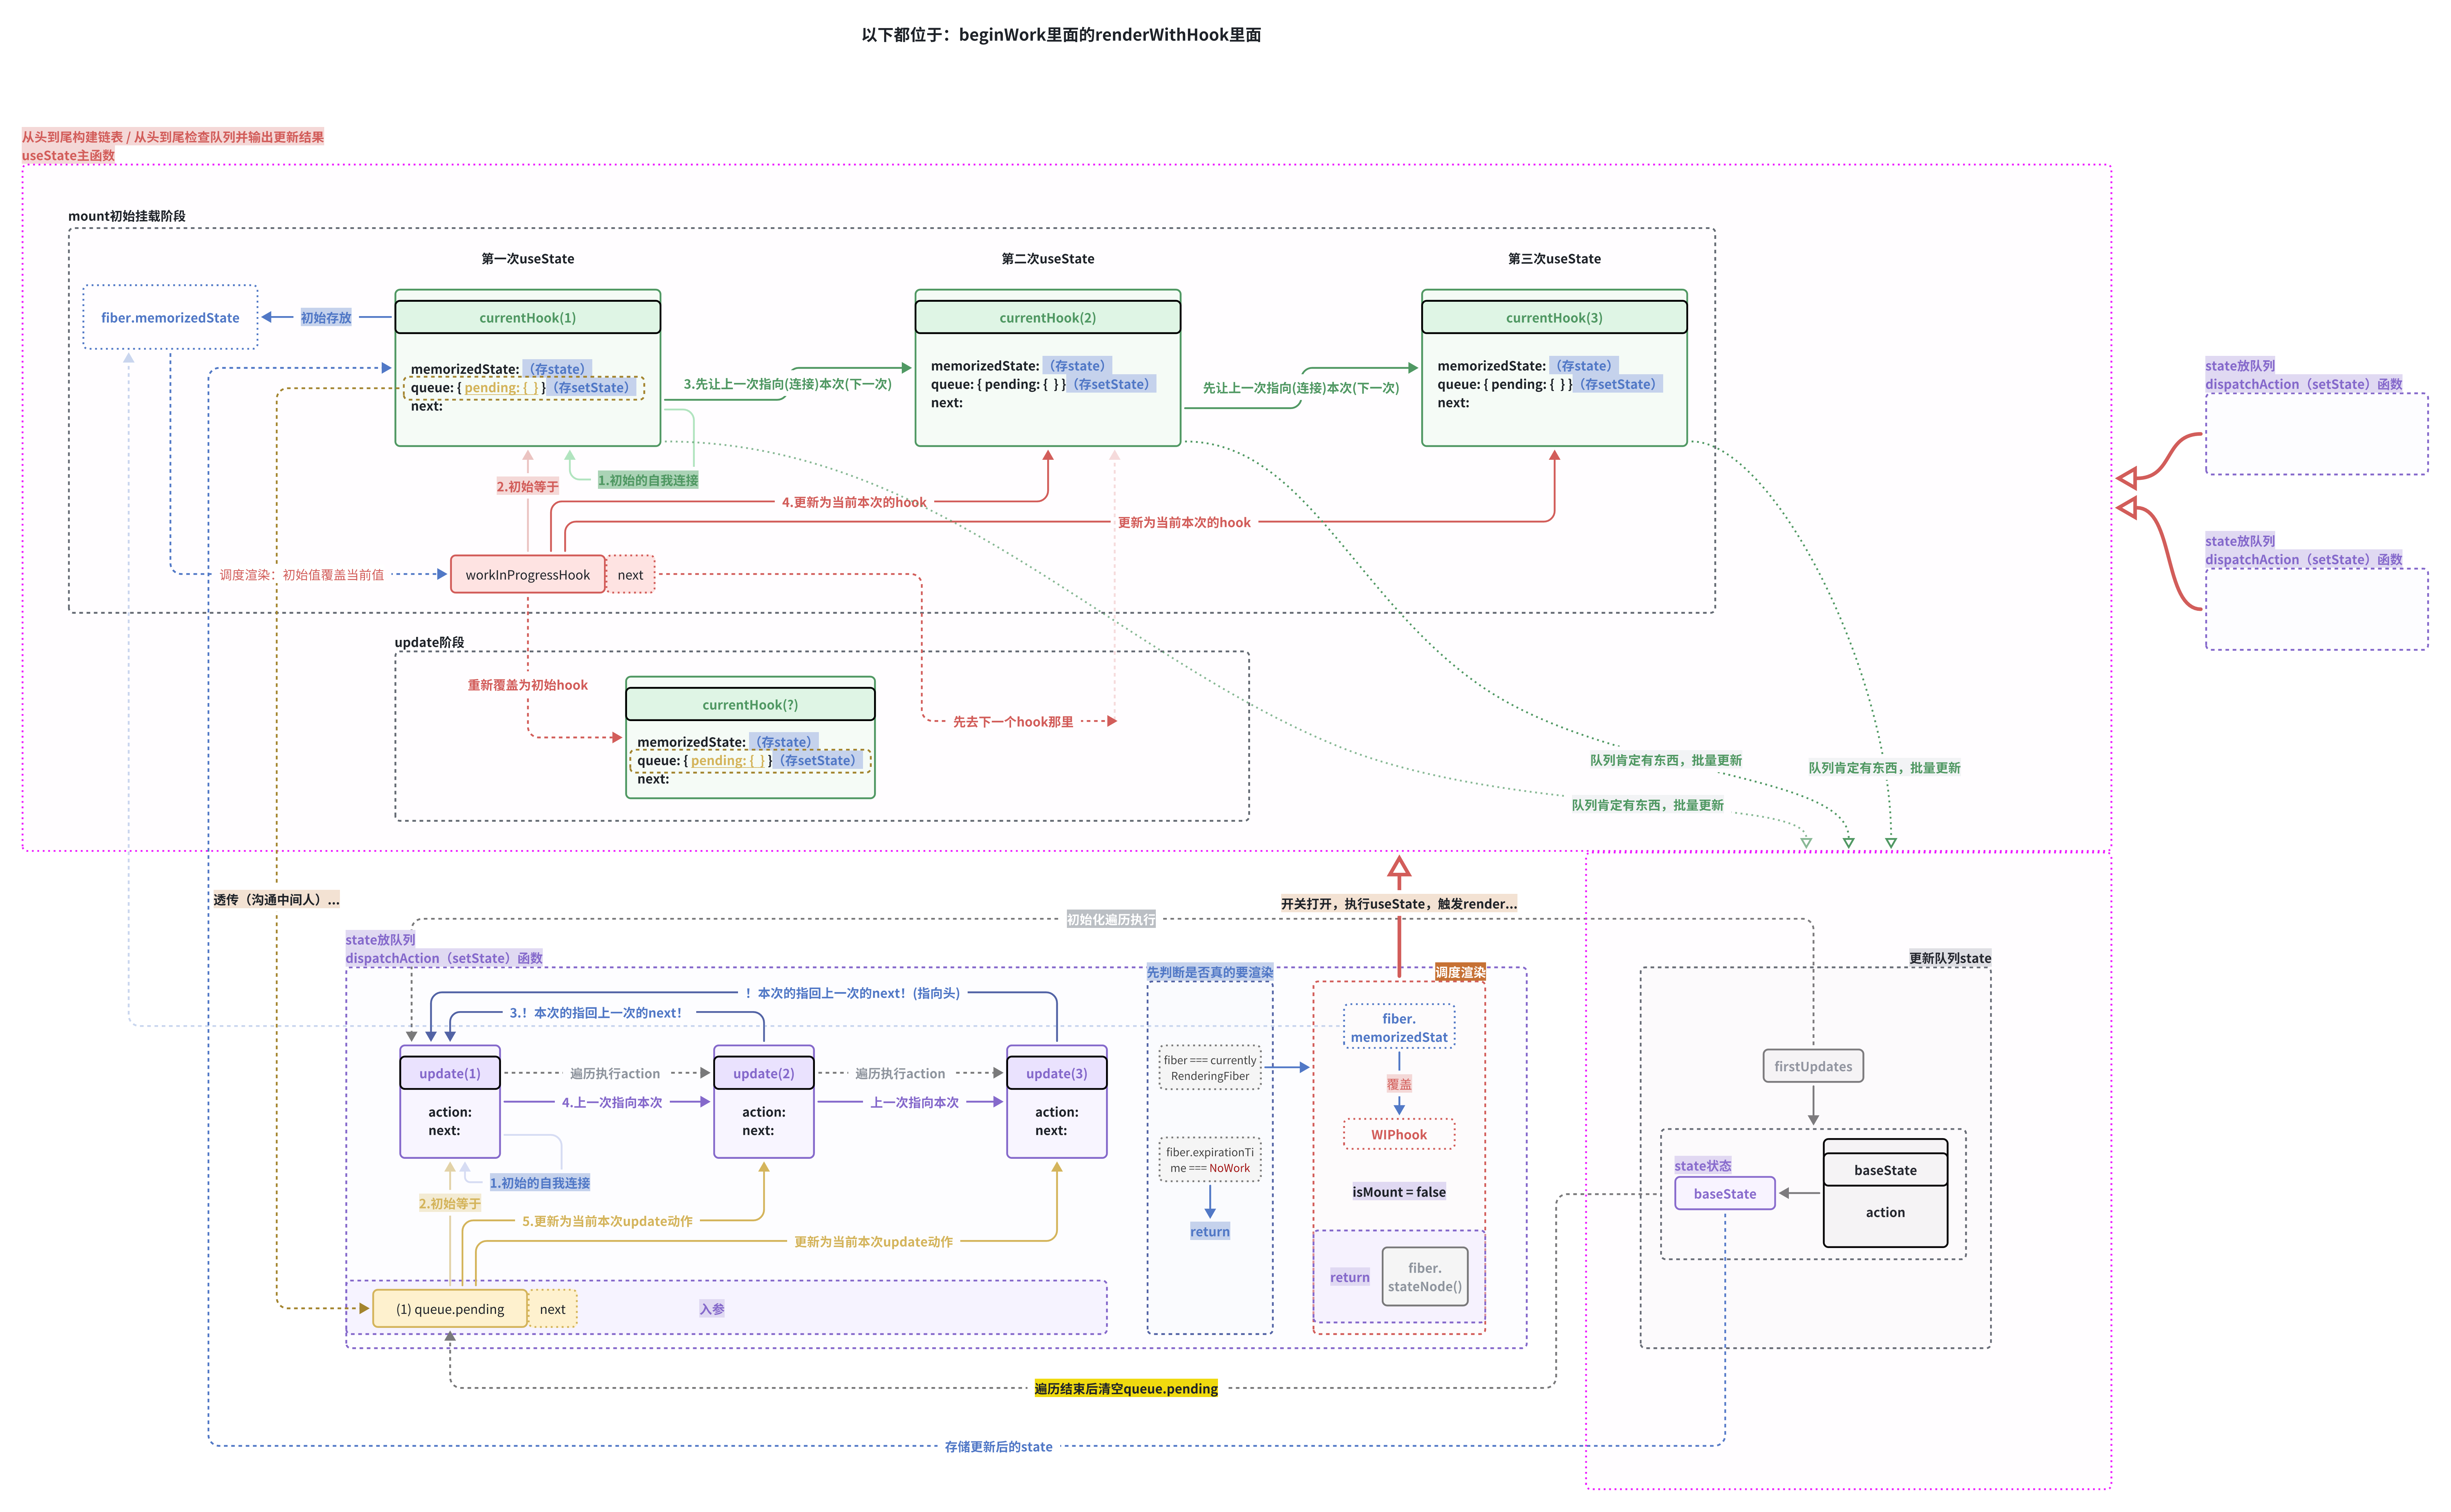 以下都位于：beginWork里面的renderWithHook里面
从头到尾构建链表 / 从头到尾检查队列并输出更新结果
useState主函数
mount初始挂载阶段
第一次useState
第二次useState
第三次useState
fiber.memorizedState
初始存放
currentHook(1)
memorizedState:（存state）
queue: { pending: { } }（存setState）
next:
3.先让上一次指向(连接)本次(下一次)
currentHook(2)
memorizedState:（存state）
queue: { pending: { } }（存setState）
next:
先让上一次指向(连接)本次(下一次)
currentHook(3)
memorizedState:（存state）
queue: { pending: { } }（存setState）
next:
state放队列
dispatchAction（setState）函数
state放队列
dispatchAction（setState）函数
2.初始等于
1.初始的自我连接
4.更新为当前本次的hook
更新为当前本次的hook
调度渲染：初始值覆盖当前值
workInProgressHook
next
update阶段
重新覆盖为初始hook
currentHook(?)
memorizedState:（存state）
queue: { pending: { } }（存setState）
next:
先去下一个hook那里
队列肯定有东西，批量更新
队列肯定有东西，批量更新
队列肯定有东西，批量更新
透传（沟通中间人）...
初始化遍历执行
开关打开，执行useState，触发render...
state放队列
dispatchAction（setState）函数
先判断是否真的要渲染
调度渲染
更新队列state
！本次的指回上一次的next！(指向头)
3.！本次的指回上一次的next！
update(1)
action:
next:
遍历执行action
4.上一次指向本次
update(2)
action:
next:
遍历执行action
上一次指向本次
update(3)
action:
next:
1.初始的自我连接
2.初始等于
5.更新为当前本次update动作
更新为当前本次update动作
(1) queue.pending
next
入参
fiber === currently
RenderingFiber
fiber.expirationTi
me === NoWork
return
fiber.
memorizedStat
覆盖
WIPhook
isMount = false
return
fiber.
stateNode()
firstUpdates
state状态
baseState
baseState
action
遍历结束后清空queue.pending
存储更新后的state